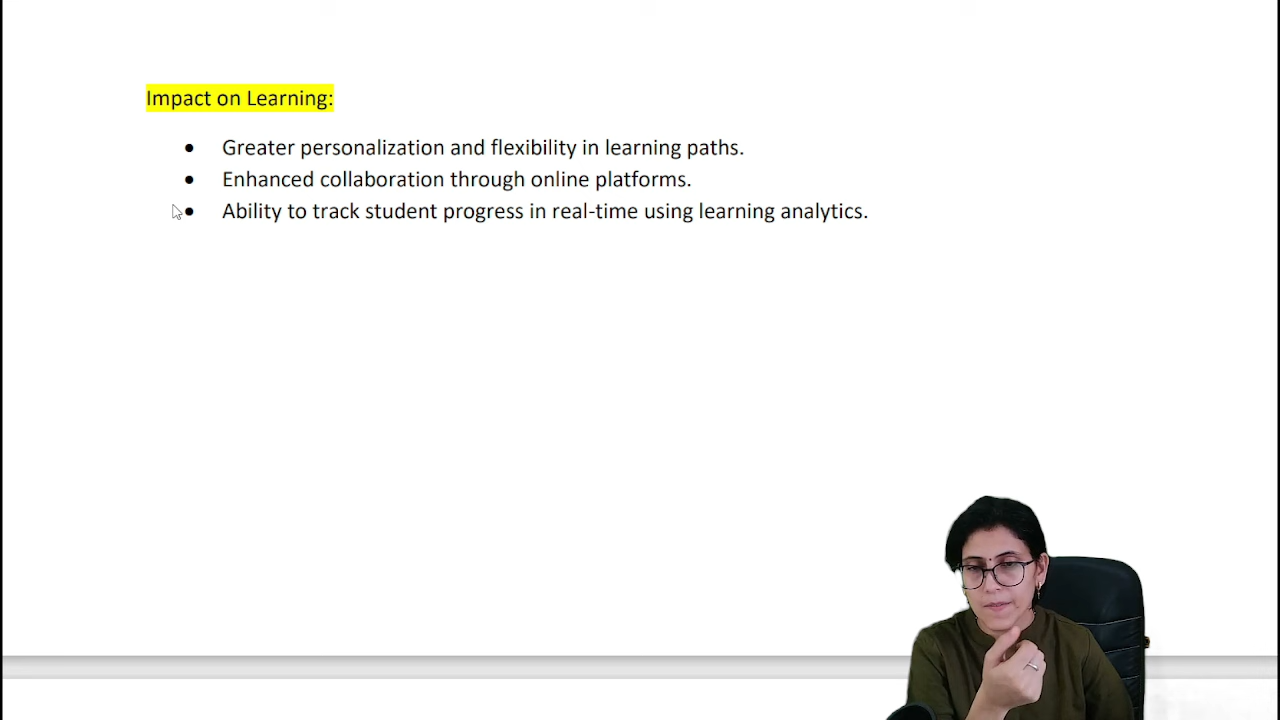 Impact on Learning:
Greater personalization and flexibility in learning paths.
Enhanced collaboration through online platforms.
Ability to track student progress in real-time using learning analytics.